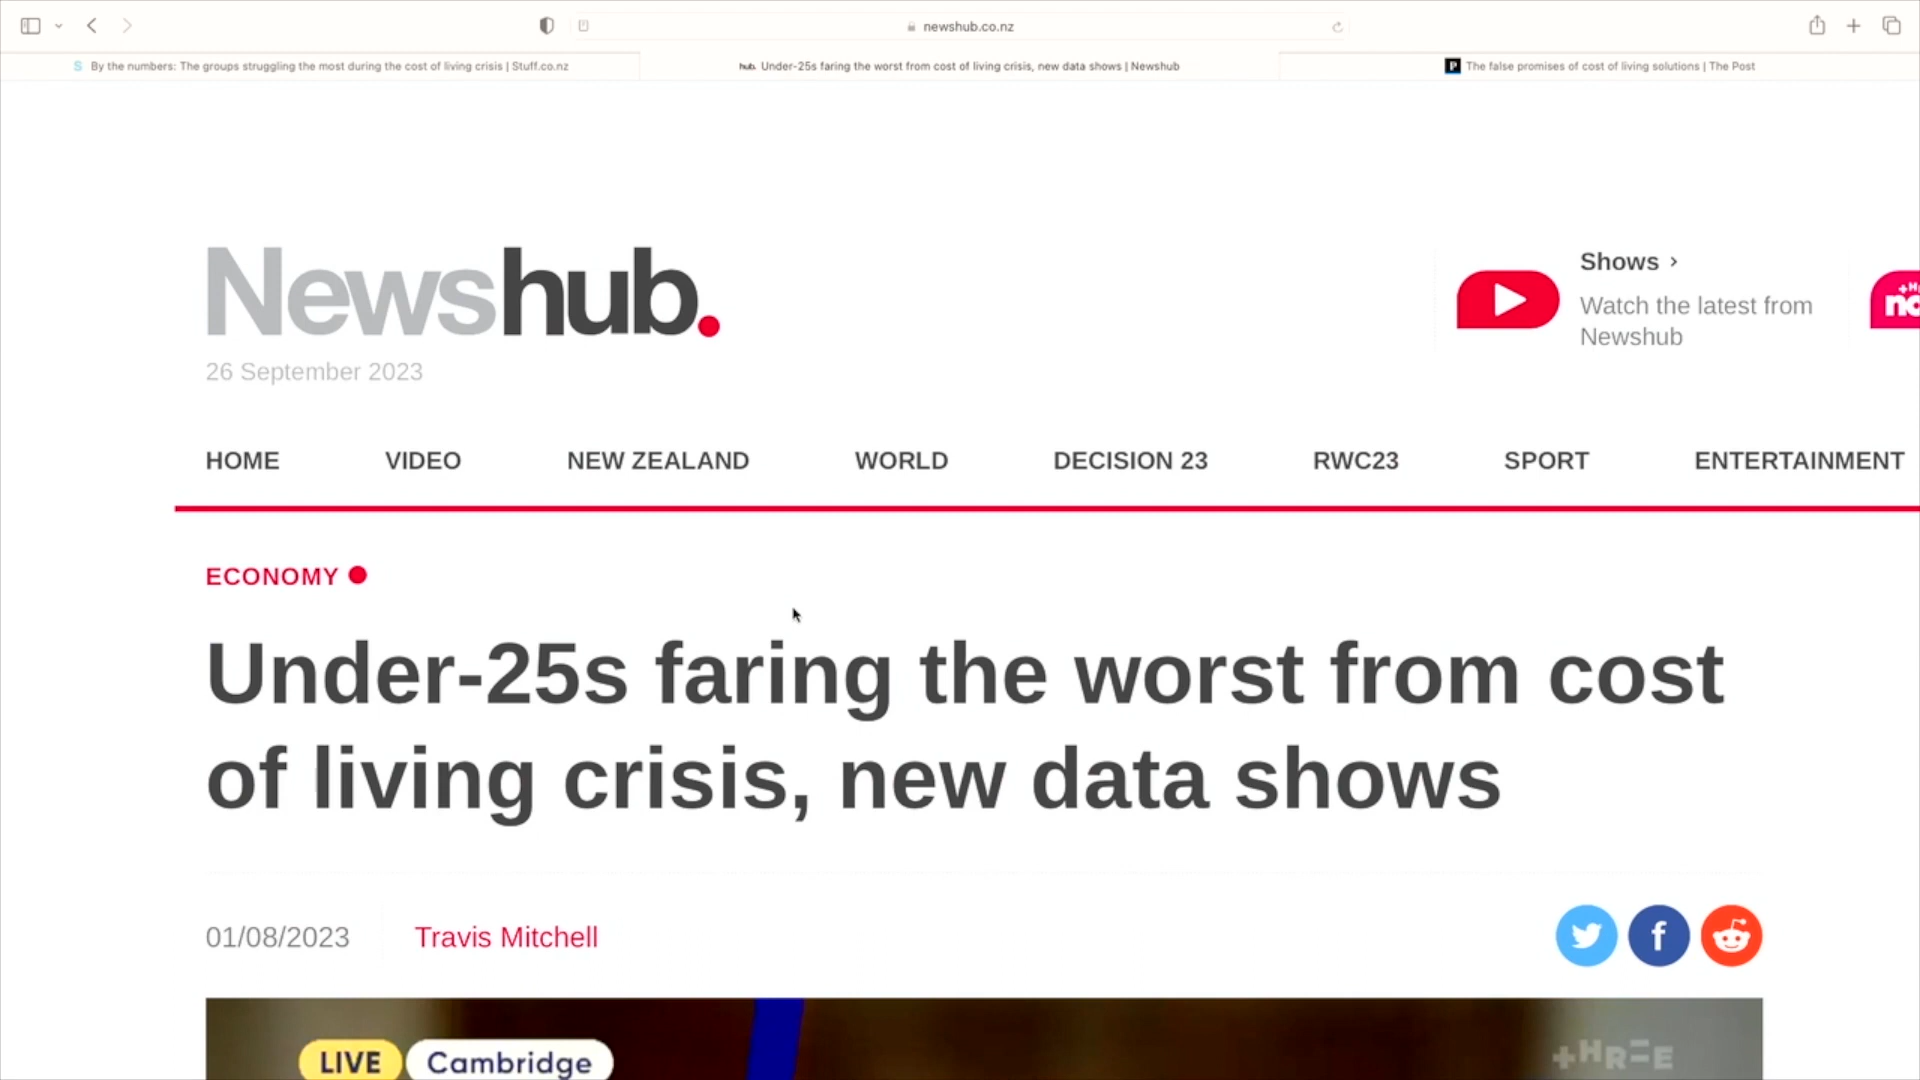 newshub.co.nz
S By the numbers: The groups struggling the most during the cost of living crisis | Stuff.co.nz
hub. Under-25s faring the worst from cost of living crisis, new data shows | Newshub
P The false promises of cost of living solutions | The Post
Newshub.
26 September 2023
Shows
Watch the latest from
Newshub
HOME VIDEO NEW ZEALAND WORLD DECISION 23 RWC23 SPORT ENTERTAINMENT
ECONOMY
Under-25s faring the worst from cost
of living crisis, new data shows
01/08/2023 Travis Mitchell
LIVE Cambridge
+HR=E